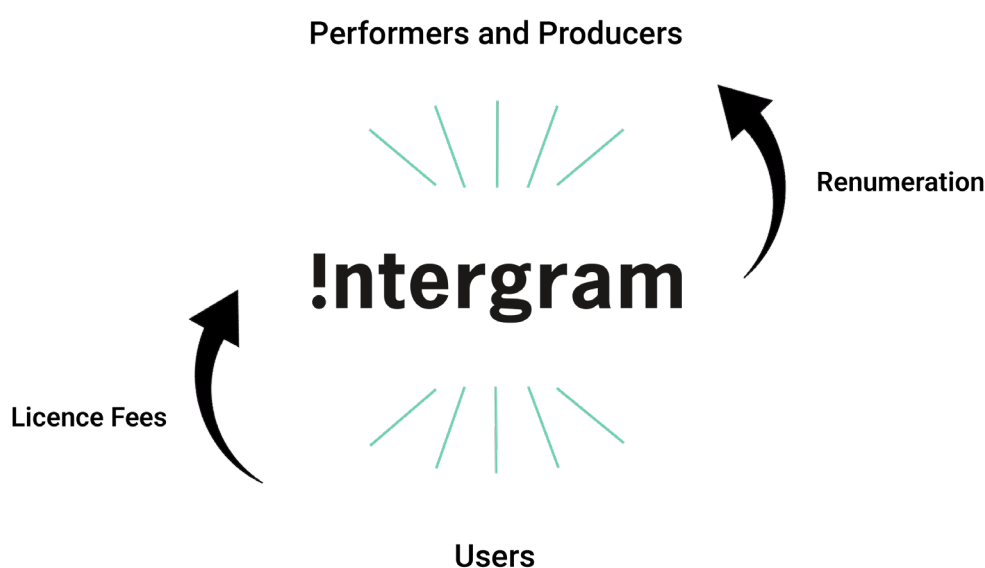 Performers and Producers
Renumeration
!ntergram
Licence Fees
Users